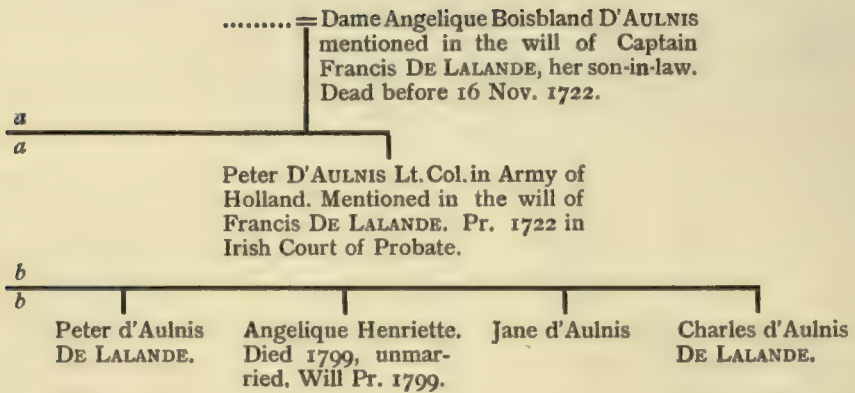 ......... = Dame Angelique Boisbland D'AULNIS
mentioned in the will of Captain
Francis DE LALANDE, her son-in-law.
Dead before 16 Nov. 1722.
a
a
Peter D'AULNIS Lt. Col. in Army of
Holland. Mentioned in the will of
Francis DE LALANDE. Pr. 1722 in
Irish Court of Probate.
b
b
Peter d'Aulnis
DE LALANDE.
Angelique Henriette.
Died 1799, unmar-
ried. Will Pr. 1799.
Jane d'Aulnis
Charles d'Aulnis
DE LALANDE.